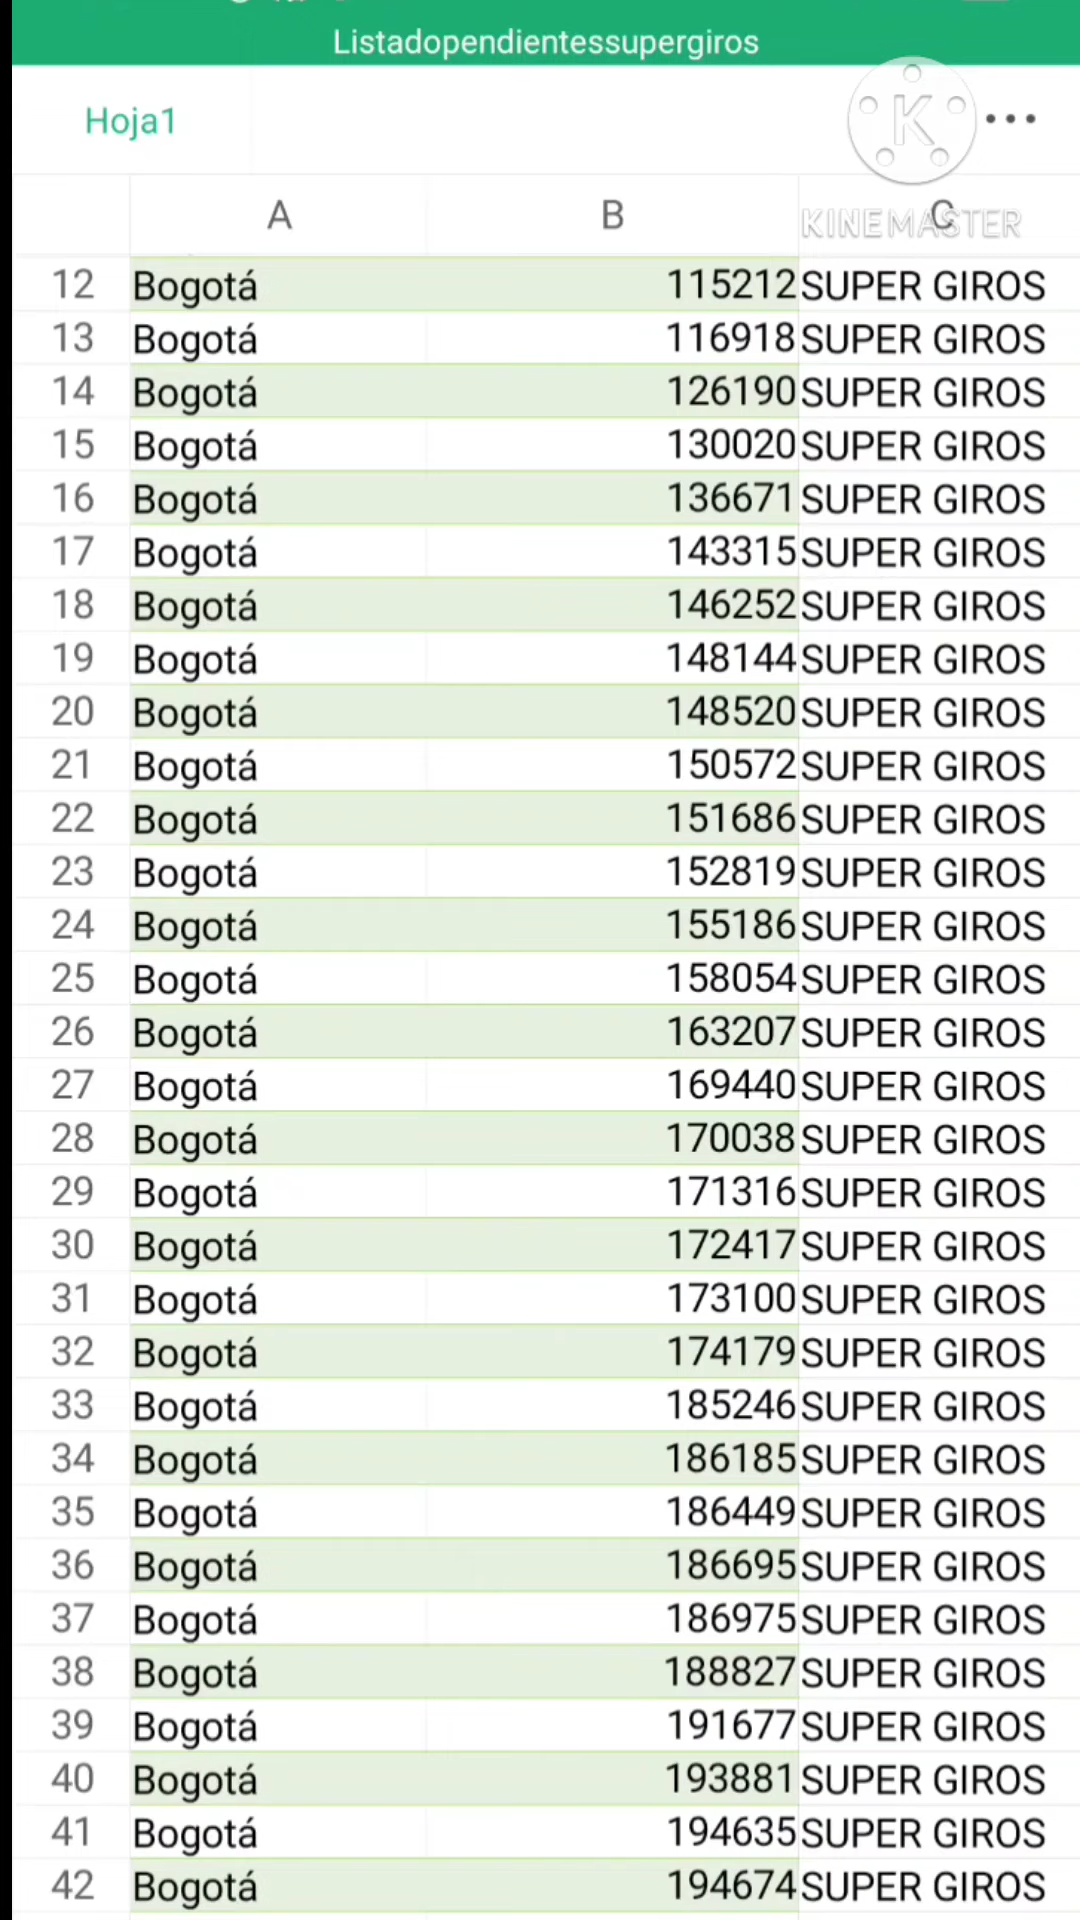 Listadopendientessupergiros
Hoja1
K
KINEMASTER
A B C
12 Bogotá 115212 SUPER GIROS
13 Bogotá 116918 SUPER GIROS
14 Bogotá 126190 SUPER GIROS
15 Bogotá 130020 SUPER GIROS
16 Bogotá 136671 SUPER GIROS
17 Bogotá 143315 SUPER GIROS
18 Bogotá 146252 SUPER GIROS
19 Bogotá 148144 SUPER GIROS
20 Bogotá 148520 SUPER GIROS
21 Bogotá 150572 SUPER GIROS
22 Bogotá 151686 SUPER GIROS
23 Bogotá 152819 SUPER GIROS
24 Bogotá 155186 SUPER GIROS
25 Bogotá 158054 SUPER GIROS
26 Bogotá 163207 SUPER GIROS
27 Bogotá 169440 SUPER GIROS
28 Bogotá 170038 SUPER GIROS
29 Bogotá 171316 SUPER GIROS
30 Bogotá 172417 SUPER GIROS
31 Bogotá 173100 SUPER GIROS
32 Bogotá 174179 SUPER GIROS
33 Bogotá 185246 SUPER GIROS
34 Bogotá 186185 SUPER GIROS
35 Bogotá 186449 SUPER GIROS
36 Bogotá 186695 SUPER GIROS
37 Bogotá 186975 SUPER GIROS
38 Bogotá 188827 SUPER GIROS
39 Bogotá 191677 SUPER GIROS
40 Bogotá 193881 SUPER GIROS
41 Bogotá 194635 SUPER GIROS
42 Bogotá 194674 SUPER GIROS